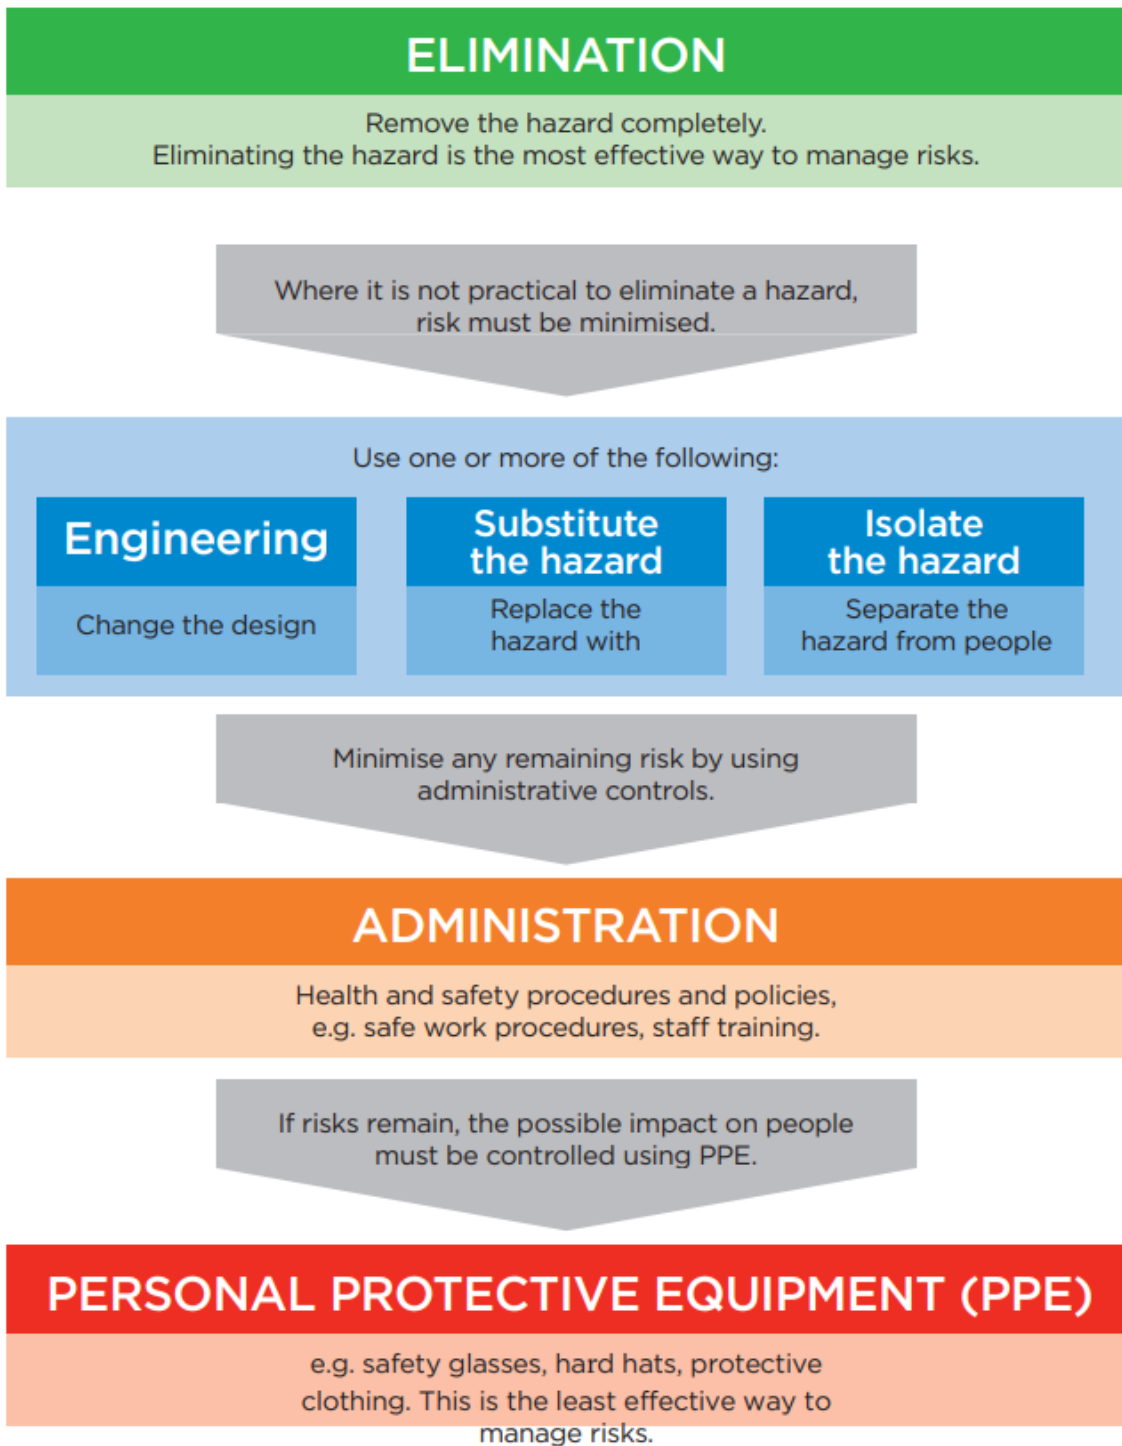 ELIMINATION
Remove the hazard completely.
Eliminating the hazard is the most effective way to manage risks.
Where it is not practical to eliminate a hazard,
risk must be minimised.
Use one or more of the following:
Engineering
Change the design
Substitute
the hazard
Replace the
hazard with
Isolate
the hazard
Separate the
hazard from people
Minimise any remaining risk by using
administrative controls.
ADMINISTRATION
Health and safety procedures and policies,
e.g. safe work procedures, staff training.
If risks remain, the possible impact on people
must be controlled using PPE.
PERSONAL PROTECTIVE EQUIPMENT (PPE)
e.g. safety glasses, hard hats, protective
clothing. This is the least effective way to
manage risks.